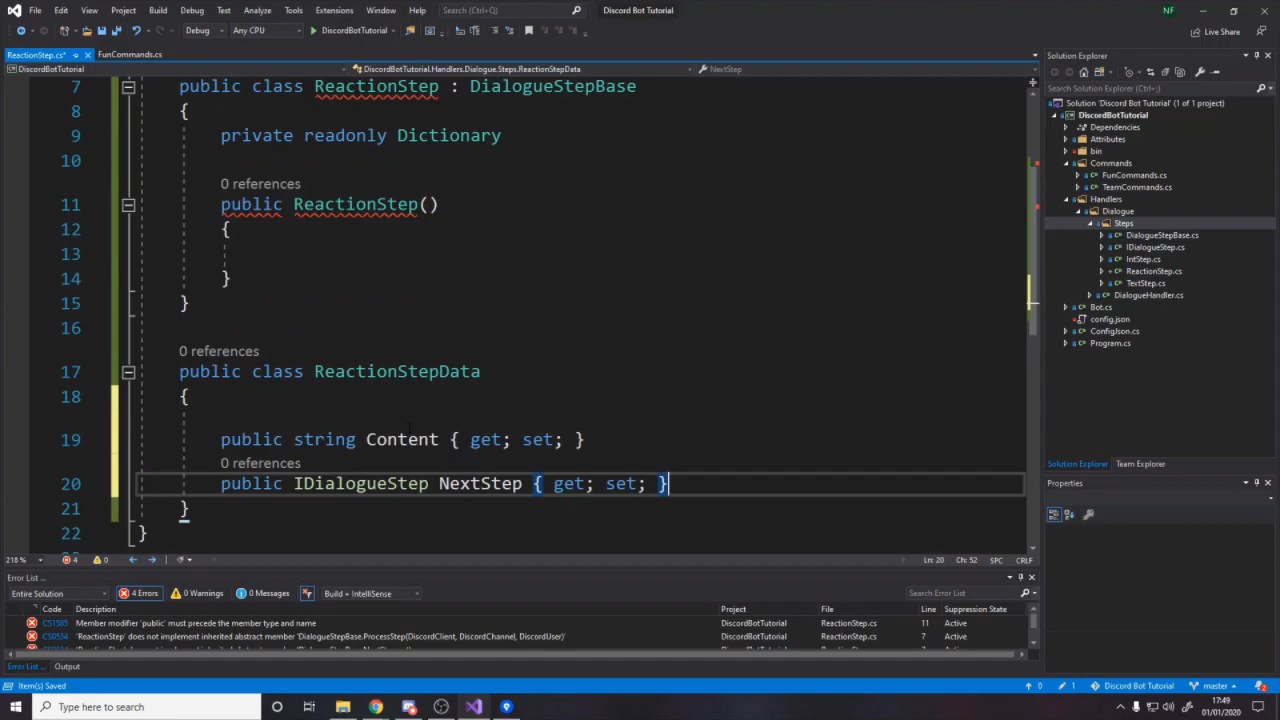 File Edit View Project Build Debug Test Analyze Tools Extensions Window Help Search (Ctrl+Q) Discord Bot Tutorial NF
Debug Any CPU DiscordBotTutorial Live Share
ReactionStep.cs* FunCommands.cs
DiscordBotTutorial DiscordBotTutorial.Handlers.Dialogue.Steps.ReactionStepData NextStep
7 public class ReactionStep : DialogueStepBase
8 {
9 private readonly Dictionary
10
0 references
11 public ReactionStep()
12 {
13
14 }
15 }
16
0 references
17 public class ReactionStepData
18 {
19 public string Content { get; set; }
0 references
20 public IDialogueStep NextStep { get; set; }
21 }
22 }
218 % 4 0 Ln: 20 Ch: 52 SPC CRLF
Error List ...
Entire Solution 4 Errors 0 Warnings 0 Messages Build + IntelliSense Search Error List
Code Description Project File Line Suppression State
CS1585 Member modifier 'public' must precede the member type and name DiscordBotTutorial ReactionStep.cs 11 Active
CS0534 'ReactionStep' does not implement inherited abstract member 'DialogueStepBase.ProcessStep(DiscordClient, DiscordChannel, DiscordUser)' DiscordBotTutorial ReactionStep.cs 7 Active
Error List ... Output
Solution Explorer
Search Solution Explorer (Ctrl+;)
Solution 'Discord Bot Tutorial' (1 of 1 project)
DiscordBotTutorial
Dependencies
Attributes
bin
Commands
FunCommands.cs
TeamCommands.cs
Handlers
Dialogue
Steps
DialogueStepBase.cs
IDialogueStep.cs
IntStep.cs
ReactionStep.cs
TextStep.cs
DialogueHandler.cs
Bot.cs
config.json
ConfigJson.cs
Program.cs
Solution Explorer Team Explorer
Properties
Item(s) Saved 0 1 Discord Bot Tutorial master 2
Type here to search 17:49
01/01/2020